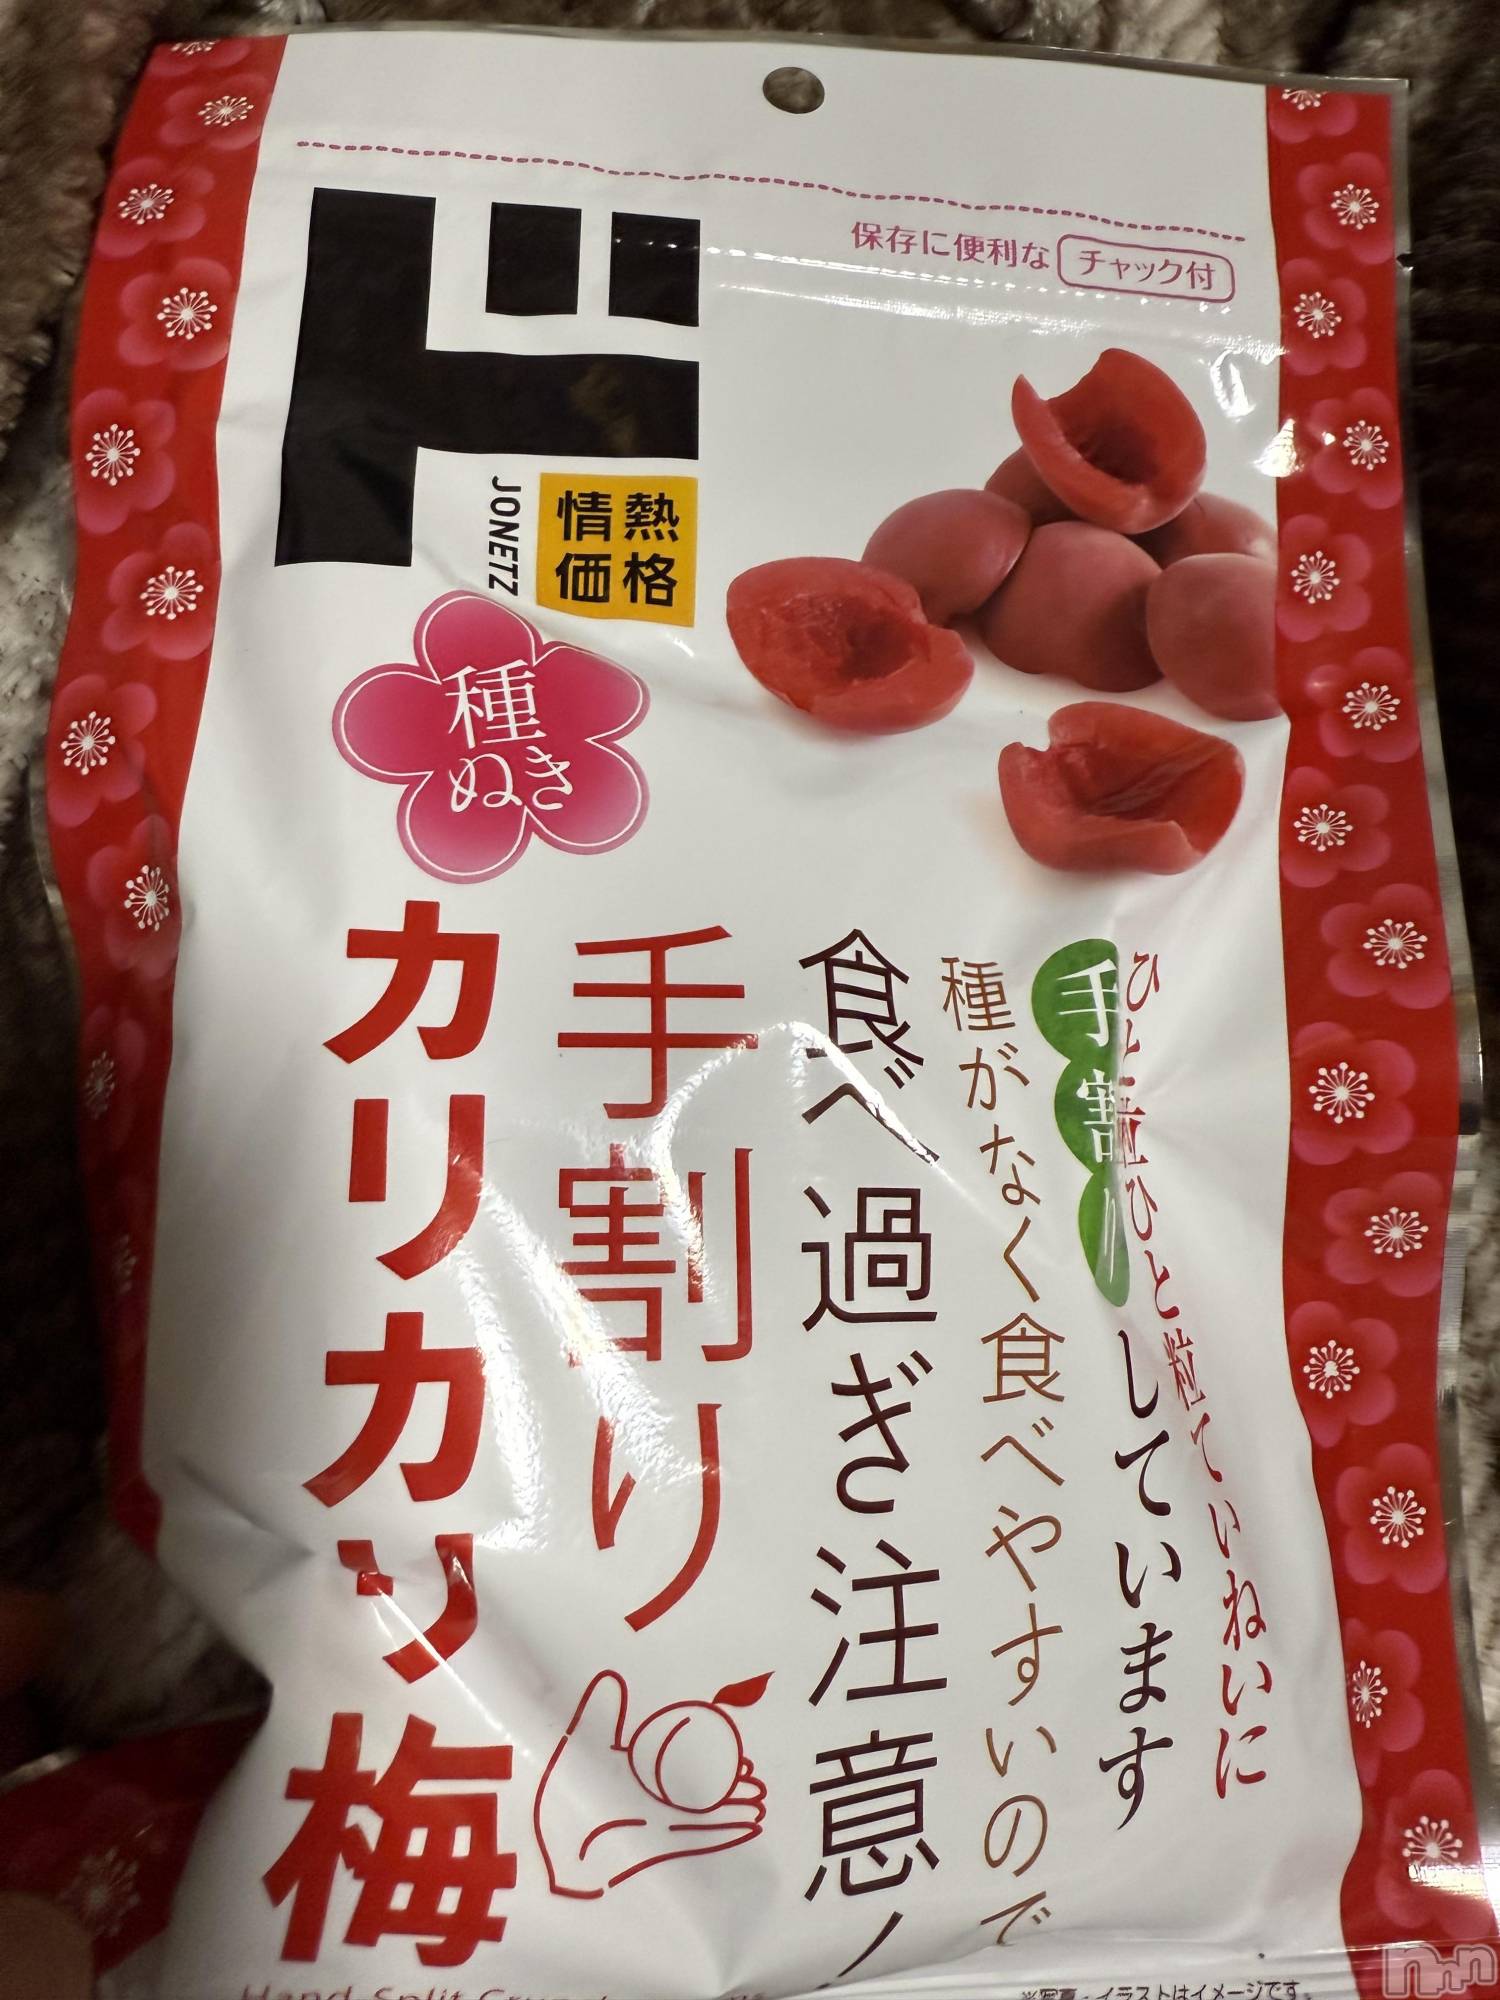 保存に便利な チャック付
ド
JONETZ
情熱
価格
種
ぬき
ひと粒ひと粒ていねいに
手割りしています
種がなく食べやすいので
食べ過ぎ注意!
手割り
カリカリ梅
Hand-Split
※写真・イラストはイメージです。